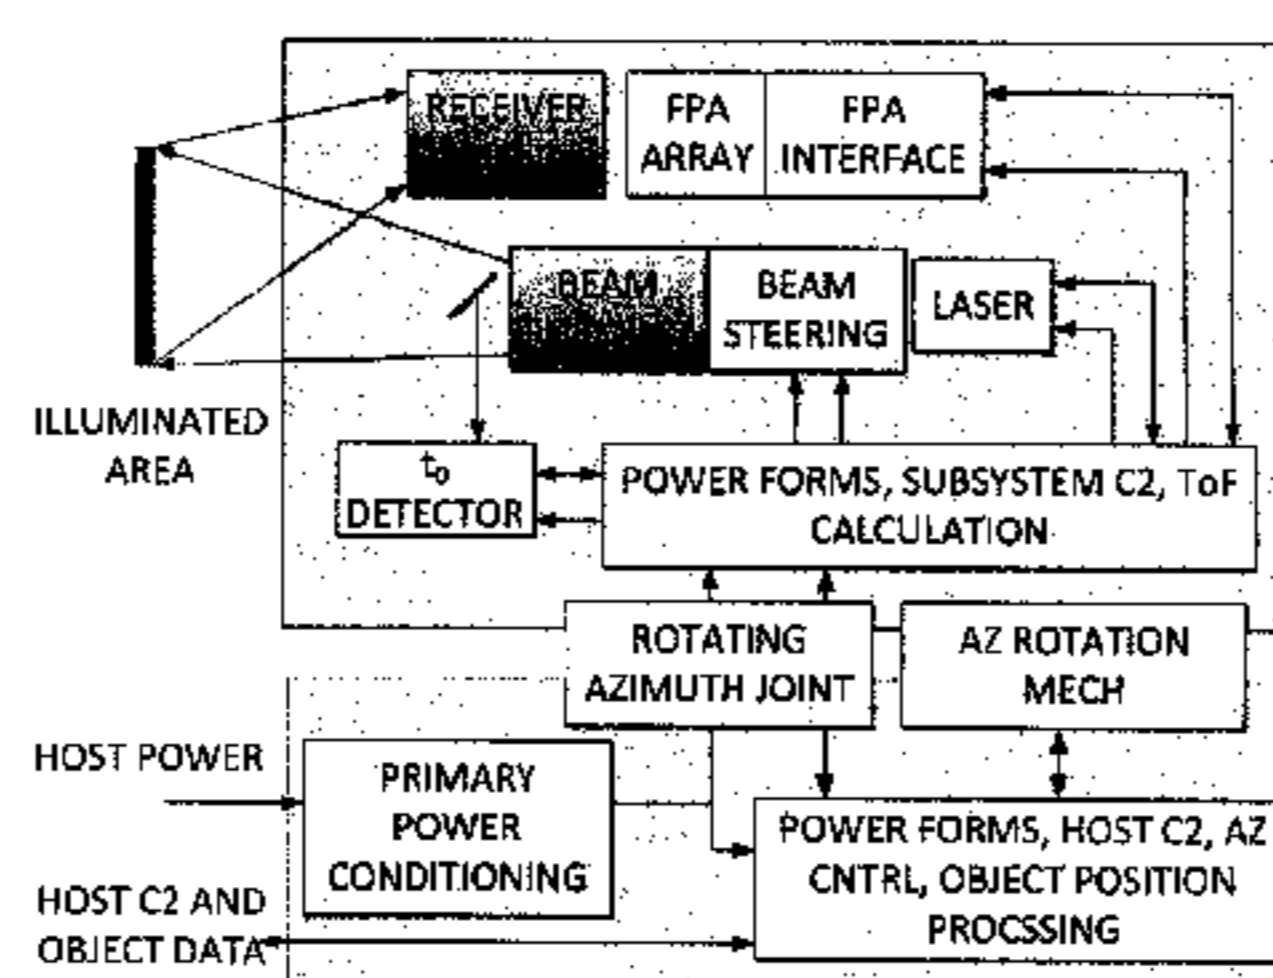 RECEIVER
FPA
ARRAY
FPA
INTERFACE
BEAM
BEAM
STEERING
LASER
ILLUMINATED
AREA
t0
DETECTOR
POWER FORMS, SUBSYSTEM C2, ToF
CALCULATION
ROTATING
AZIMUTH JOINT
AZ ROTATION
MECH
HOST POWER
PRIMARY
POWER
CONDITIONING
POWER FORMS, HOST C2, AZ
CNTRL, OBJECT POSITION
PROCSSING
HOST C2 AND
OBJECT DATA